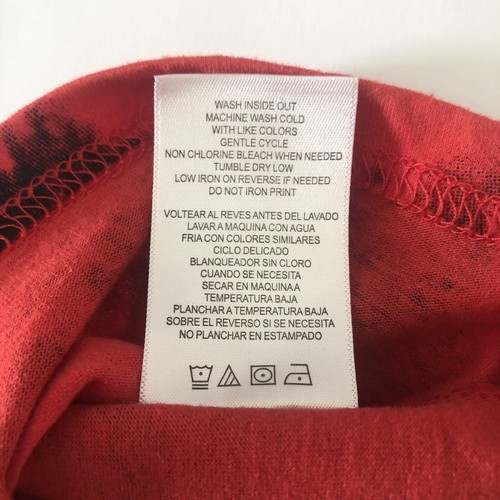 WASH INSIDE OUT
MACHINE WASH COLD
WITH LIKE COLORS
GENTLE CYCLE
NON CHLORINE BLEACH WHEN NEEDED
TUMBLE DRY LOW
LOW IRON ON REVERSE IF NEEDED
DO NOT IRON PRINT
VOLTEAR AL REVES ANTES DEL LAVADO
LAVAR A MAQUINA CON AGUA
FRIA CON COLORES SIMILARES
CICLO DELICADO
BLANQUEADOR SIN CLORO
CUANDO SE NECESITA
SECAR EN MAQUINA A
TEMPERATURA BAJA
PLANCHAR A TEMPERATURA BAJA
SOBRE EL REVERSO SI SE NECESITA
NO PLANCHAR EN ESTAMPADO